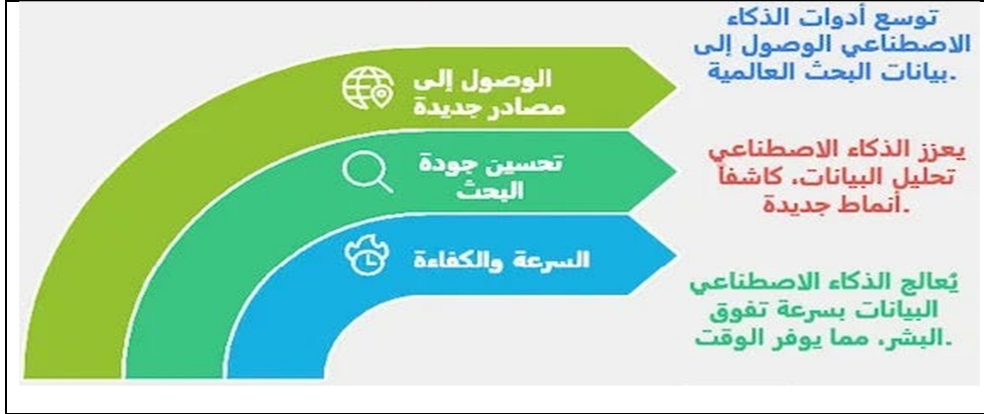 توسع أدوات الذكاء
الاصطناعي الوصول إلى
بيانات البحث العالمية.
الوصول إلى
مصادر جديدة
يعزز الذكاء الاصطناعي
تحليل البيانات، كاشفاً
أنماط جديدة.
تحسين جودة
البحث
يُعالج الذكاء الاصطناعي
البيانات بسرعة تفوق
البشر، مما يوفر الوقت.
السرعة والكفاءة